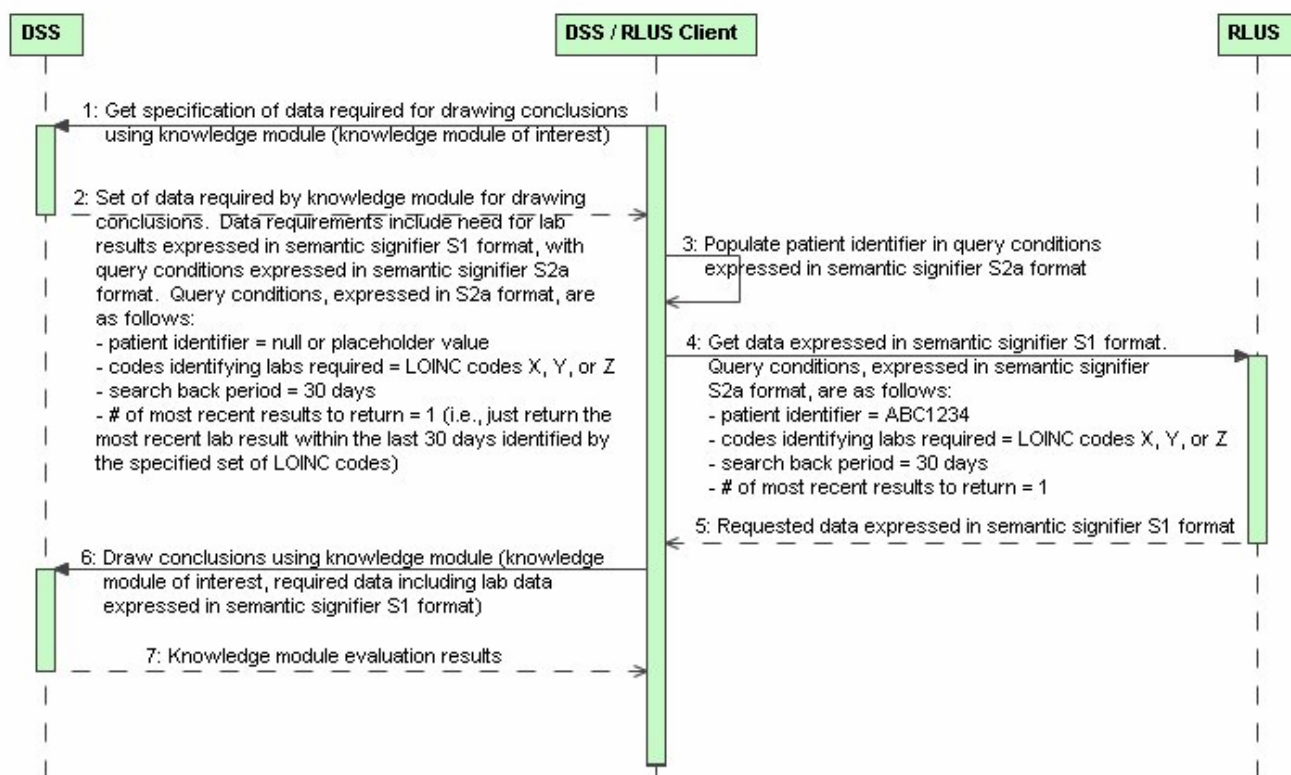 DSS
DSS / RLUS Client
RLUS
1: Get specification of data required for drawing conclusions
using knowledge module (knowledge module of interest)
2: Set of data required by knowledge module for drawing
conclusions. Data requirements include need for lab
results expressed in semantic signifier S1 format, with
query conditions expressed in semantic signifier S2a
format. Query conditions, expressed in S2a format, are
as follows:
- patient identifier = null or placeholder value
- codes identifying labs required = LOINC codes X, Y, or Z
- search back period = 30 days
- # of most recent results to return = 1 (i.e., just return the
most recent lab result within the last 30 days identified by
the specified set of LOINC codes)
3: Populate patient identifier in query conditions
expressed in semantic signifier S2a format
4: Get data expressed in semantic signifier S1 format.
Query conditions, expressed in semantic signifier
S2a format, are as follows:
- patient identifier = ABC1234
- codes identifying labs required = LOINC codes X, Y, or Z
- search back period = 30 days
- # of most recent results to return = 1
5: Requested data expressed in semantic signifier S1 format
6: Draw conclusions using knowledge module (knowledge
module of interest, required data including lab data
expressed in semantic signifier S1 format)
7: Knowledge module evaluation results